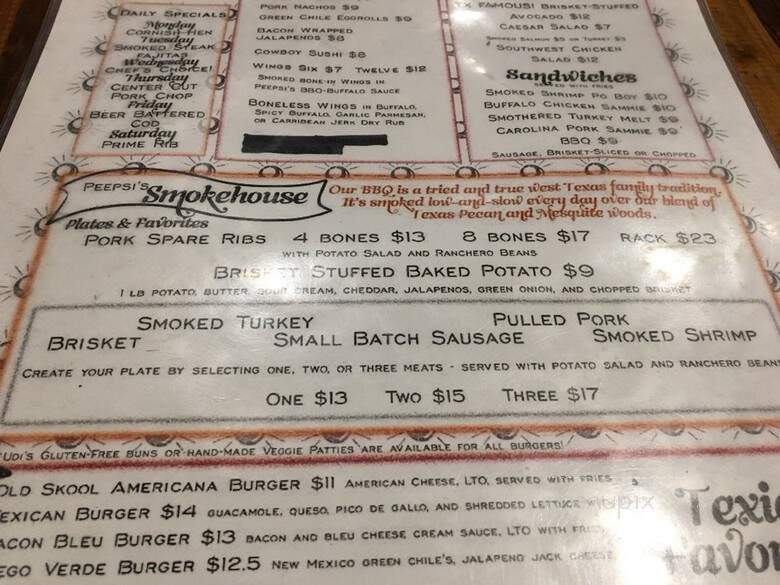 Daily Specials
Monday
Cornish Hen
Tuesday
Smoked Steak
Fajitas
Wednesday
Chef's Choice!
Thursday
Center Cut
Pork Chop
Friday
Beer Battered
Cod
Saturday
Prime Rib
Pork Nachos $9
Green Chile Eggrolls $9
Bacon Wrapped
Jalapenos $8
Cowboy Sushi $8
Wings Six $7 Twelve $12
Smoked bone-in Wings in
Peepsi's BBQ-Buffalo Sauce
Boneless Wings in Buffalo,
Spicy Buffalo, Garlic Parmesan,
or Carribean Jerk Dry Rub
TX Famous! Brisket-Stuffed
Avocado $12
Caesar Salad $7
Smoked Salmon $5 or Turkey $3
Southwest Chicken
Salad $12
Sandwiches
Served with fries
Smoked Shrimp Po Boy $10
Buffalo Chicken Sammie $10
Smothered Turkey Melt $9
Carolina Pork Sammie $9
BBQ $9
Sausage, Brisket-Sliced or Chopped
Peepsi's Smokehouse
Our BBQ is a tried and true West Texas family tradition.
It's smoked low-and-slow every day over our blend of
Texas Pecan and Mesquite woods.
Plates & Favorites
Pork Spare Ribs 4 bones $13 8 bones $17 rack $23
with Potato Salad and Ranchero Beans
Brisket Stuffed Baked Potato $9
1 lb potato, butter, sour cream, cheddar, jalapenos, green onion, and chopped brisket
Smoked Turkey Pulled Pork
Brisket Small Batch Sausage Smoked Shrimp
Create your plate by selecting one, two, or three meats - served with potato salad and ranchero beans
One $13 Two $15 Three $17
Udi's Gluten-Free buns or hand-made Veggie Patties are available for all burgers!
Old Skool Americana Burger $11 American Cheese, LTO, served with fries
exican Burger $14 guacamole, queso, pico de gallo, and shredded lettuce
acon Bleu Burger $13 bacon and bleu cheese cream sauce, LTO with fri
ego Verde Burger $12.5 New Mexico green chile's, jalapeno jack cheese
Texi
Favor